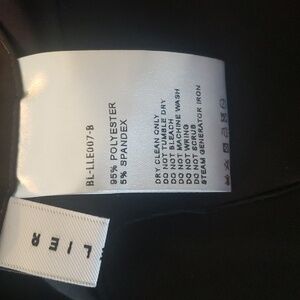 BL-LLE007-B
95% POLYESTER
5% SPANDEX
DRY CLEAN ONLY
DO NOT TUMBLE DRY
DO NOT BLEACH
DO NOT MACHINE WASH
DO NOT WRING
DO NOT SCRUB
STEAM GENERATOR IRON
LIER